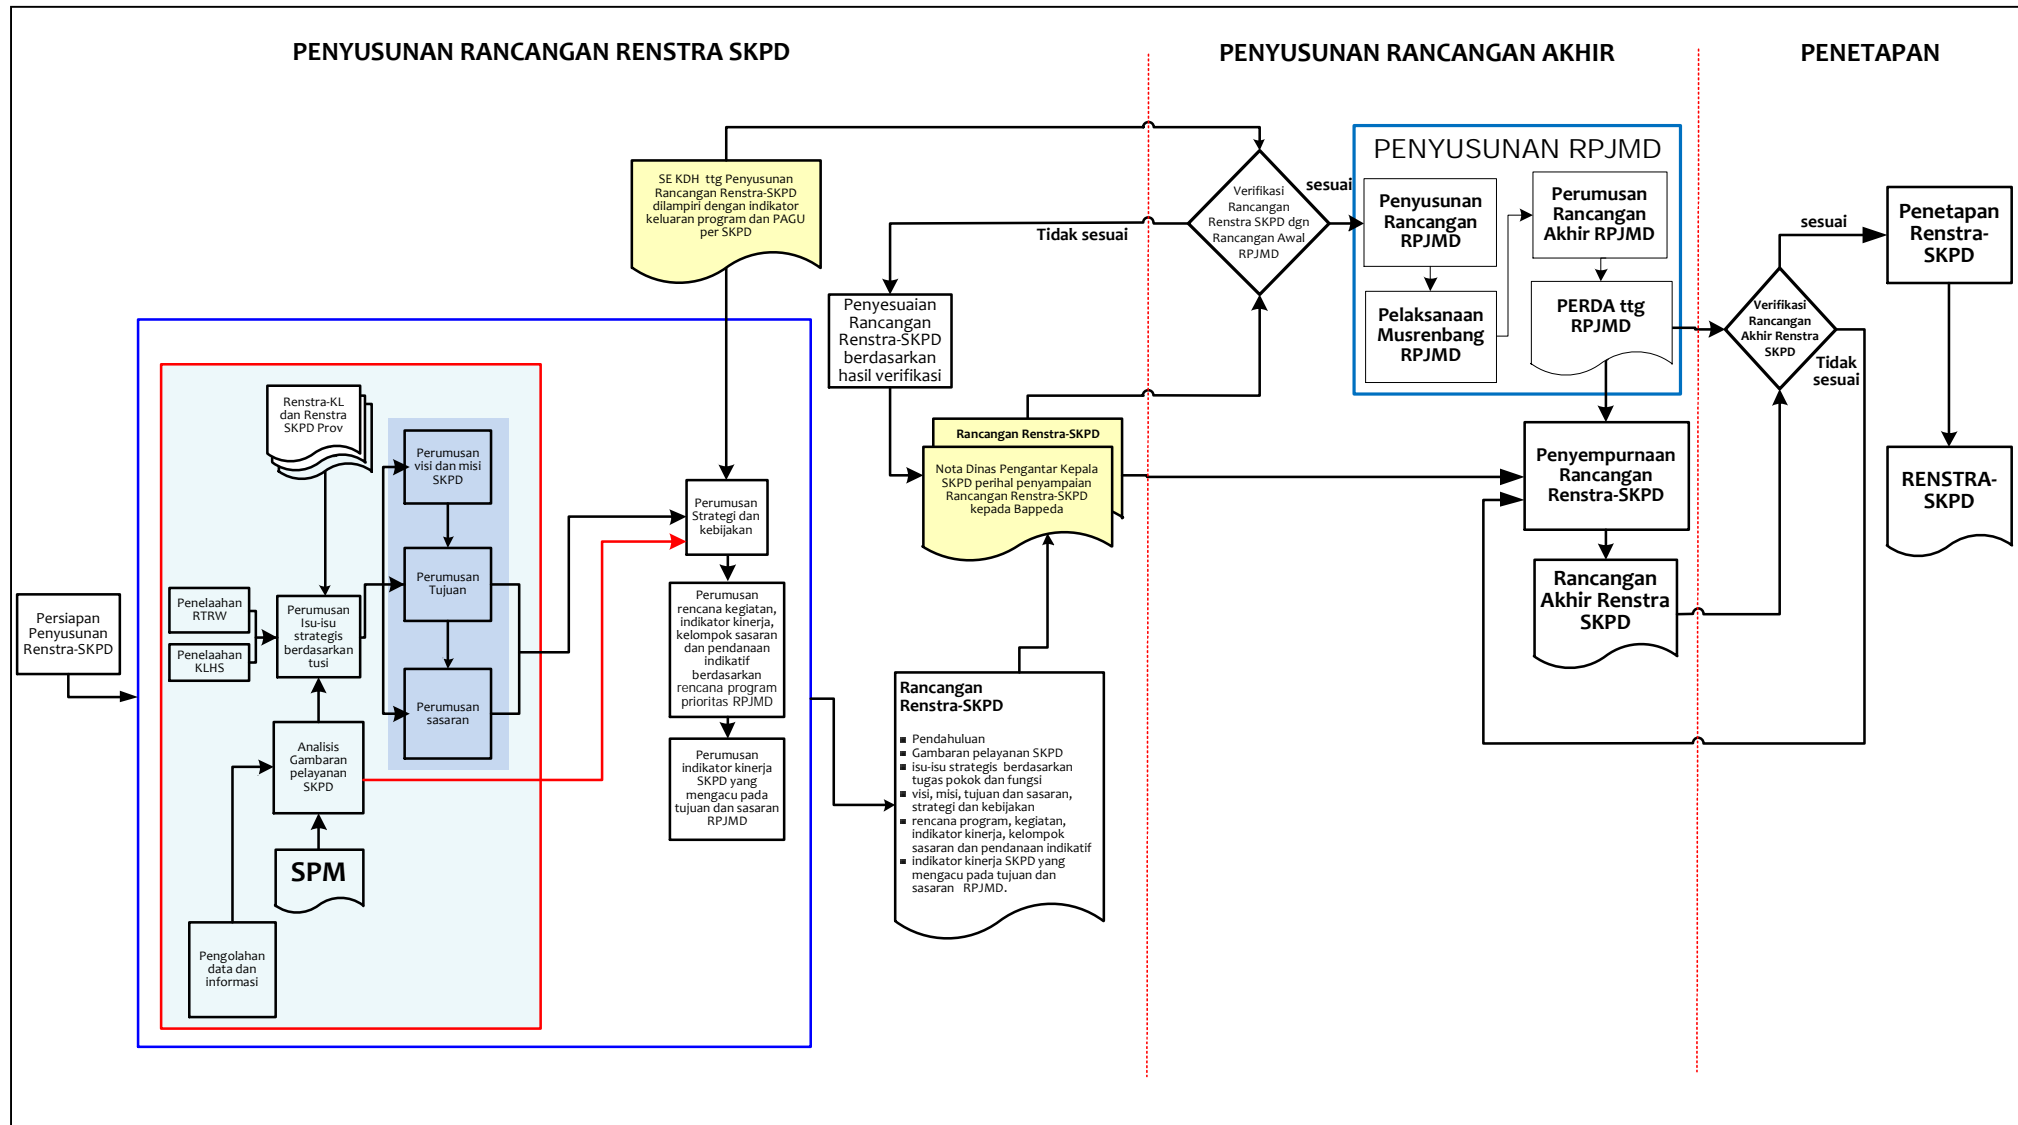 PENYUSUNAN RANCANGAN RENSTRA SKPD
PENYUSUNAN RANCANGAN AKHIR
PENETAPAN
SE KDH ttg Penyusunan
Rancangan Renstra-SKPD
dilampiri dengan indikator
keluaran program dan PAGU
per SKPD
Persiapan
Penyusunan
Renstra-SKPD
Renstra-KL
dan Renstra
SKPD Prov
Penelaahan
RTRW
Penelaahan
KLHS
Perumusan
Isu-isu
strategis
berdasarkan
tusi
Analisis
Gambaran
pelayanan
SKPD
SPM
Pengolahan
data dan
informasi
Perumusan
visi dan misi
SKPD
Perumusan
Tujuan
Perumusan
sasaran
Perumusan
Strategi dan
kebijakan
Perumusan
rencana kegiatan,
indikator kinerja,
kelompok sasaran
dan pendanaan
indikatif
berdasarkan
rencana program
prioritas RPJMD
Perumusan
indikator kinerja
SKPD yang
mengacu pada
tujuan dan sasaran
RPJMD
Tidak sesuai
Penyesuaian
Rancangan
Renstra-SKPD
berdasarkan
hasil verifikasi
Rancangan Renstra-SKPD
Nota Dinas Pengantar Kepala
SKPD perihal penyampaian
Rancangan Renstra-SKPD
kepada Bappeda
Rancangan
Renstra-SKPD
▪ Pendahuluan
▪ Gambaran pelayanan SKPD
▪ isu-isu strategis berdasarkan
tugas pokok dan fungsi
▪ visi, misi, tujuan dan sasaran,
strategi dan kebijakan
▪ rencana program, kegiatan,
indikator kinerja, kelompok
sasaran dan pendanaan indikatif
▪ indikator kinerja SKPD yang
mengacu pada tujuan dan
sasaran RPJMD.
Verifikasi
Rancangan
Renstra SKPD dgn
Rancangan Awal
RPJMD
sesuai
PENYUSUNAN RPJMD
Penyusunan
Rancangan
RPJMD
Pelaksanaan
Musrenbang
RPJMD
Perumusan
Rancangan
Akhir RPJMD
PERDA ttg
RPJMD
Penyempurnaan
Rancangan
Renstra-SKPD
Rancangan
Akhir Renstra
SKPD
Verifikasi
Rancangan
Akhir Renstra
SKPD
sesuai
Tidak
sesuai
Penetapan
Renstra-
SKPD
RENSTRA-
SKPD